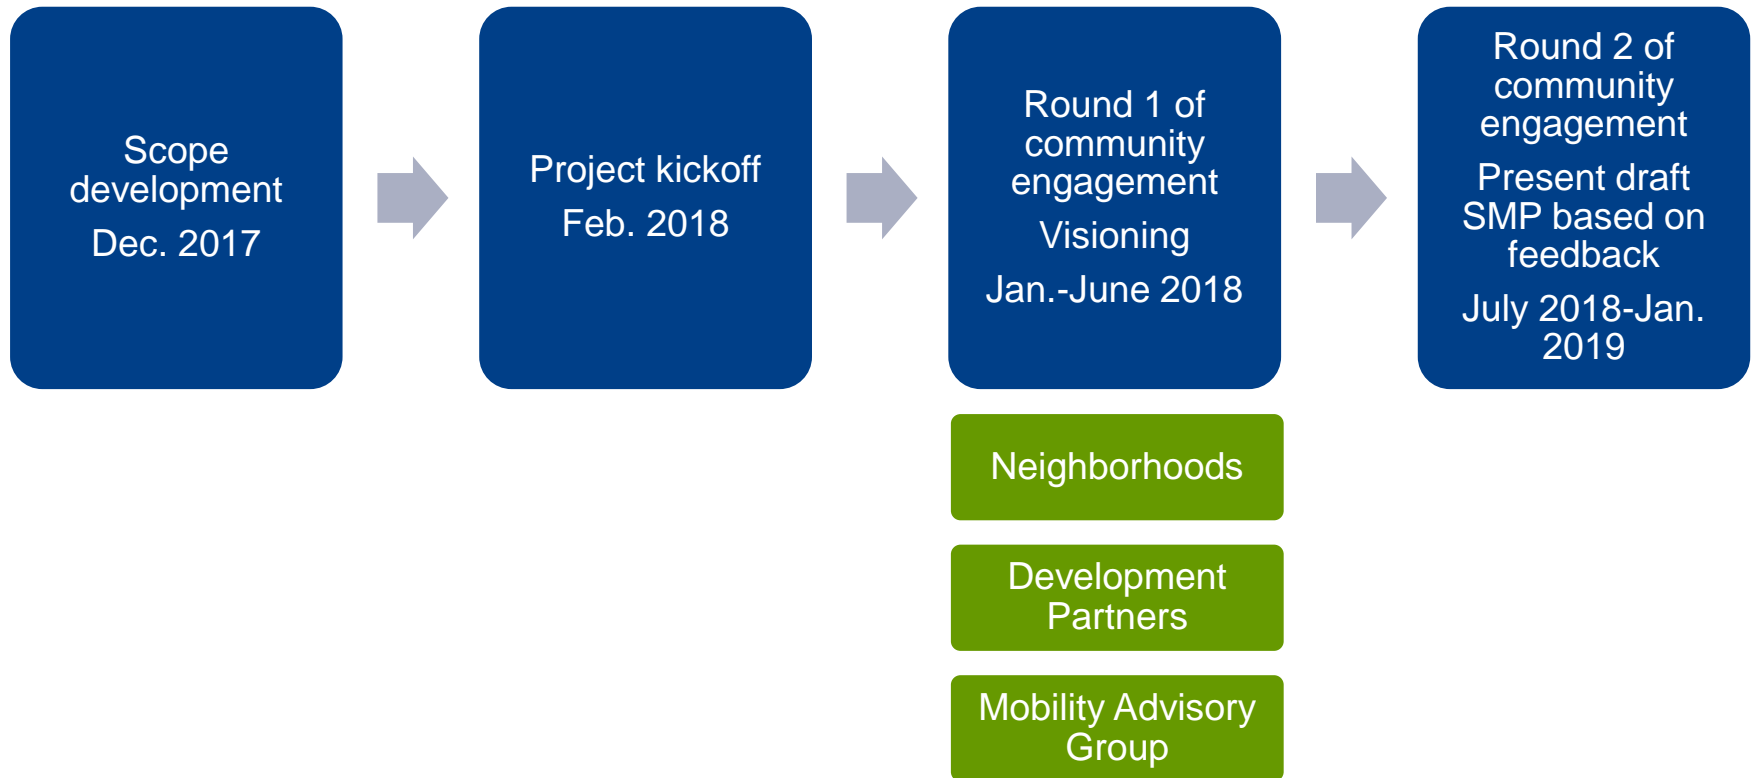 Scope
development
Dec. 2017
Project kickoff
Feb. 2018
Round 1 of
community
engagement
Visioning
Jan.-June 2018
Round 2 of
community
engagement
Present draft
SMP based on
feedback
July 2018-Jan.
2019
Neighborhoods
Development
Partners
Mobility Advisory
Group